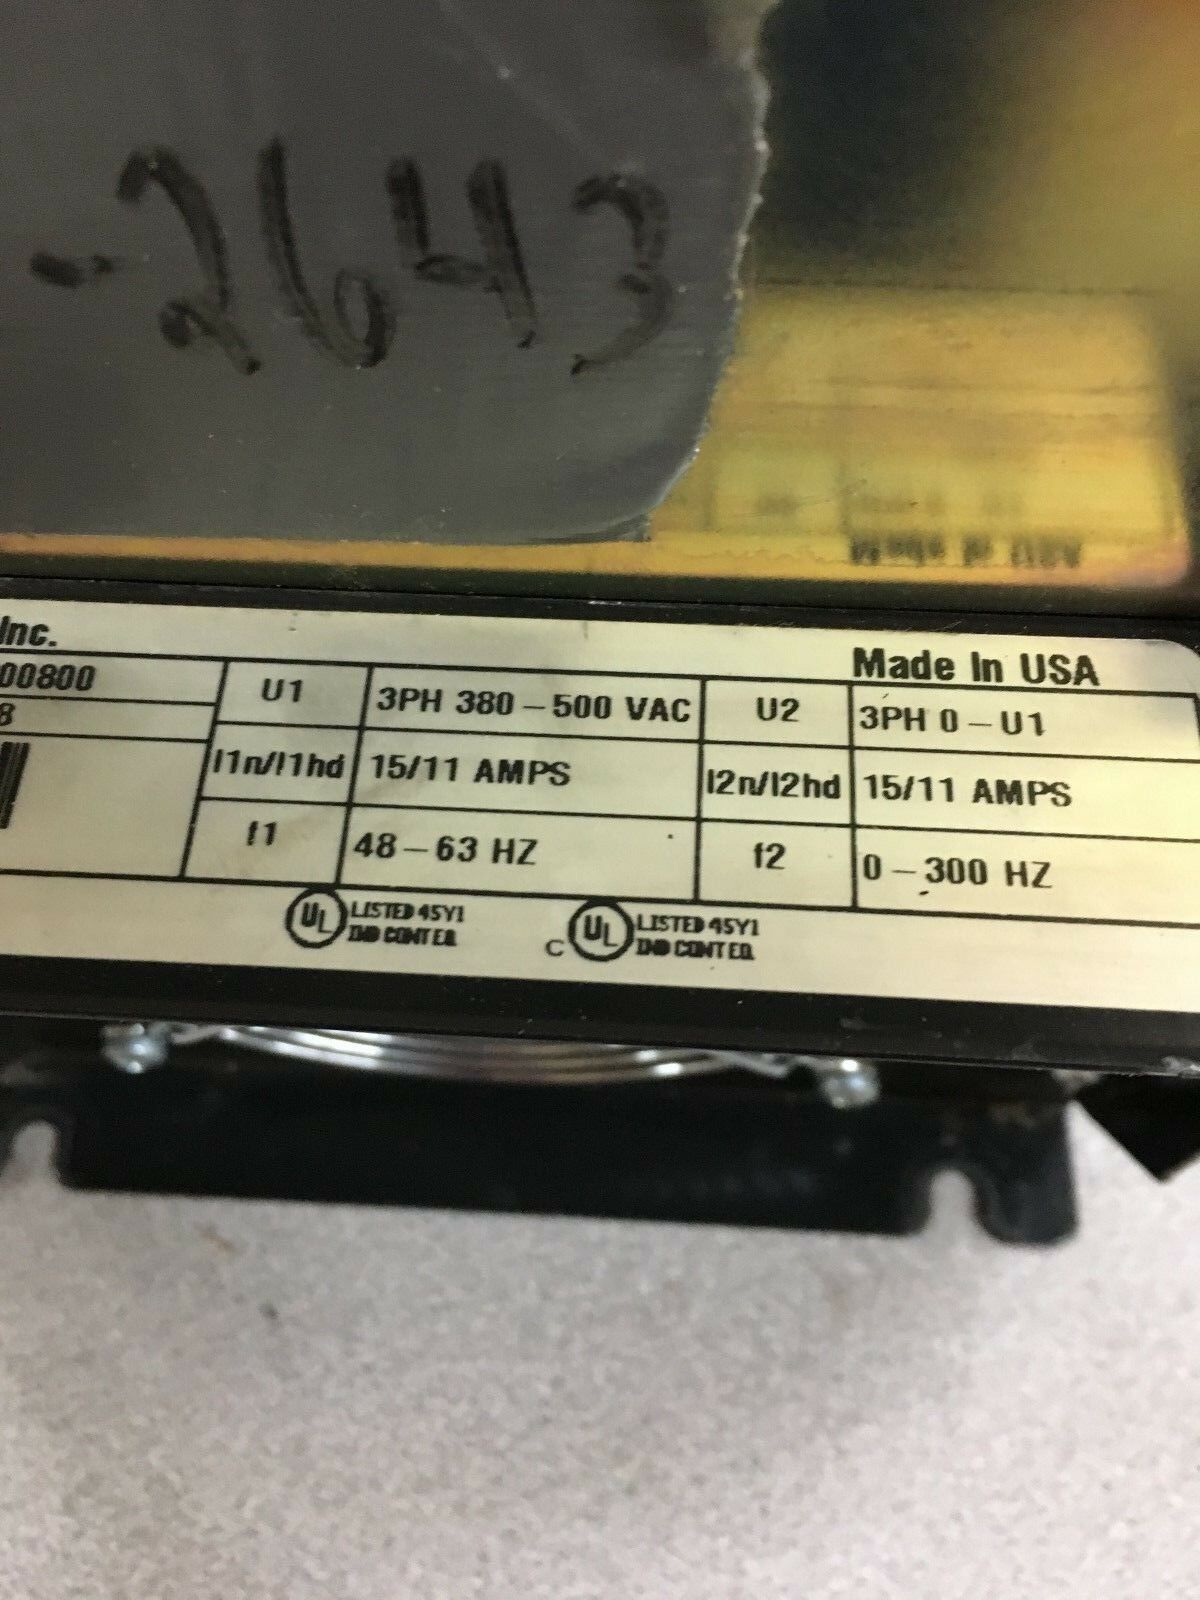 -2643
Inc.
Made In USA
00800
U1
3PH 380 – 500 VAC
U2
3PH 0 – U1
8
I1n/I1hd
15/11 AMPS
I2n/I2hd
15/11 AMPS
f1
48 – 63 HZ
f2
0 – 300 HZ
UL LISTED 45Y1
IND CONT EQ
C UL LISTED 45Y1
IND CONT EQ